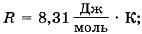 R = 8,31 Дж/моль · К;